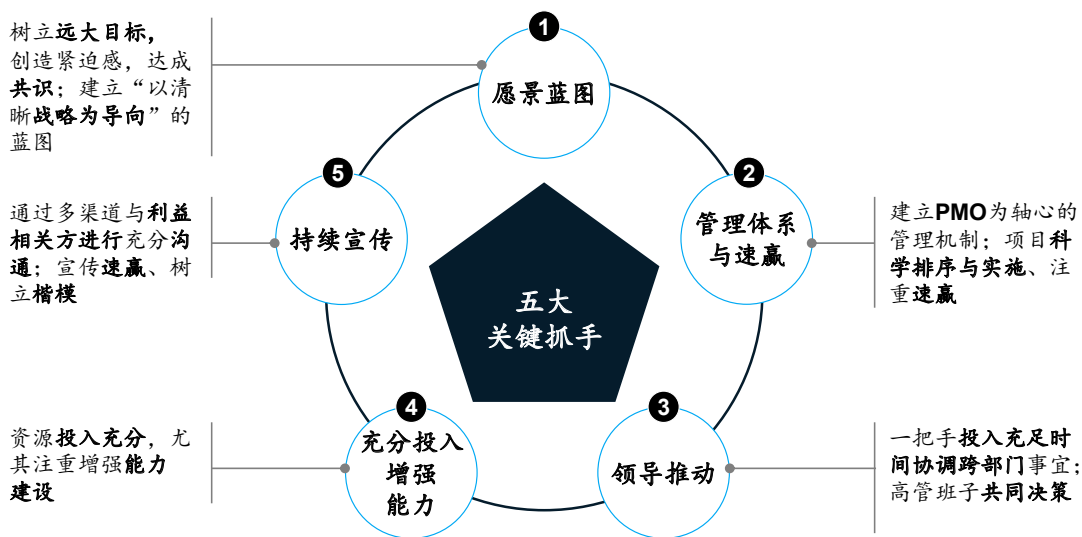 1
愿景蓝图
树立远大目标，
创造紧迫感，达成
共识；建立“以清
晰战略为导向”的
蓝图
2
管理体系
与速赢
建立PMO为轴心的
管理机制；项目科
学排序与实施、注
重速赢
3
领导推动
一把手投入充足时
间协调跨部门事宜；
高管班子共同决策
4
充分投入
增强
能力
资源投入充分，尤
其注重增强能力
建设
5
持续宣传
通过多渠道与利益
相关方进行充分沟
通；宣传速赢、树
立楷模
五大
关键抓手